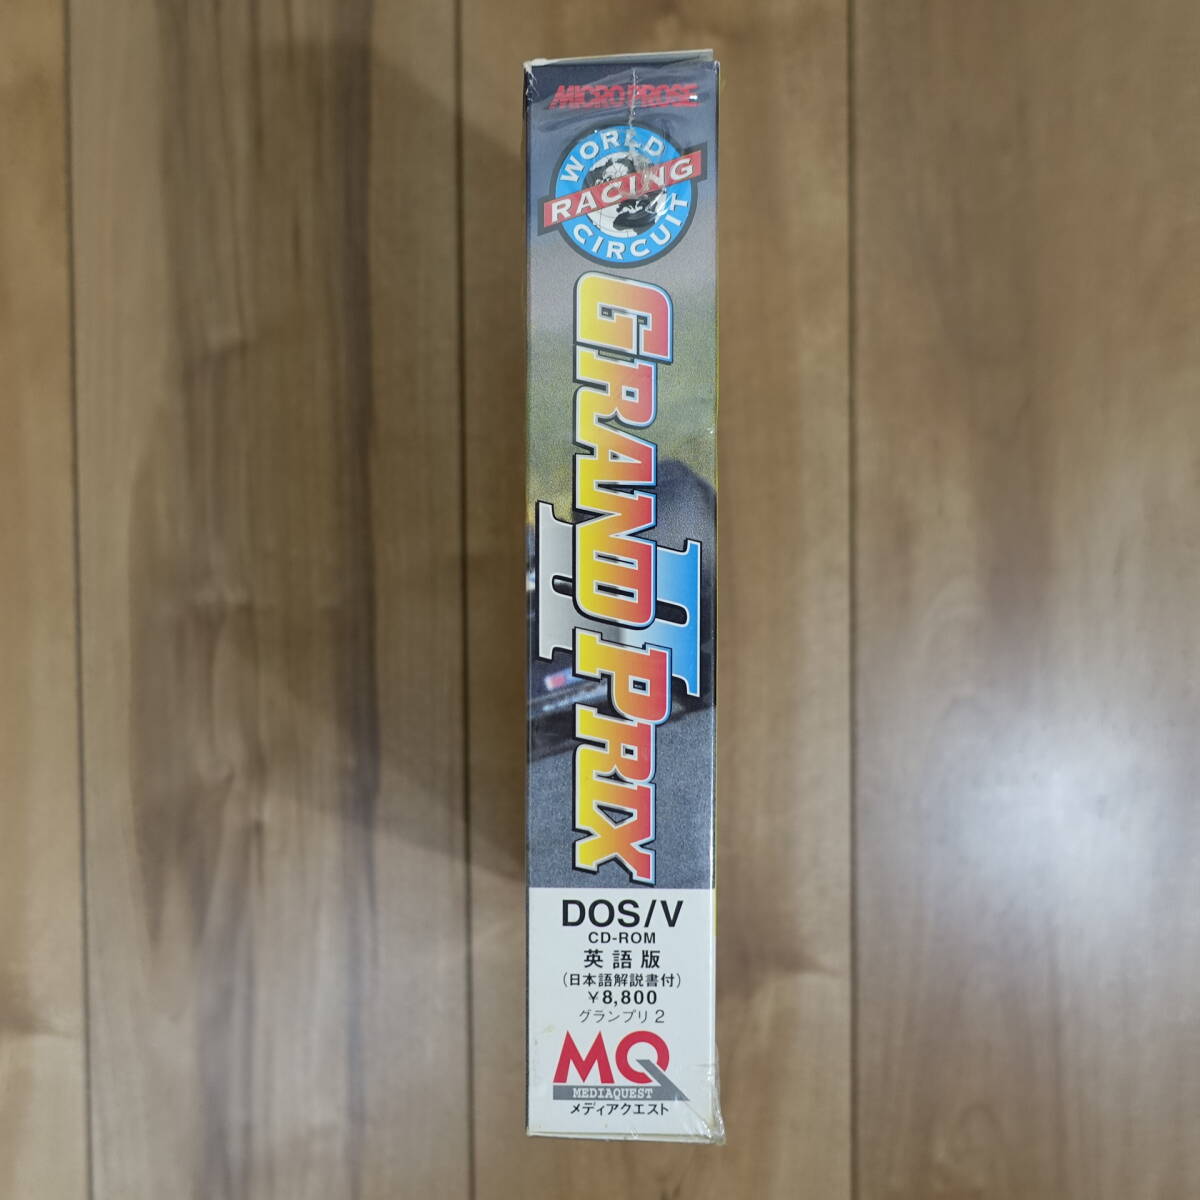 MICROPROSE
WORLD
RACING
CIRCUIT
GRAND PRIX
II
DOS/V
CD-ROM
英語版
(日本語解説書付)
¥8,800
グランプリ2
MQ
MEDIAQUEST
メディアクエスト